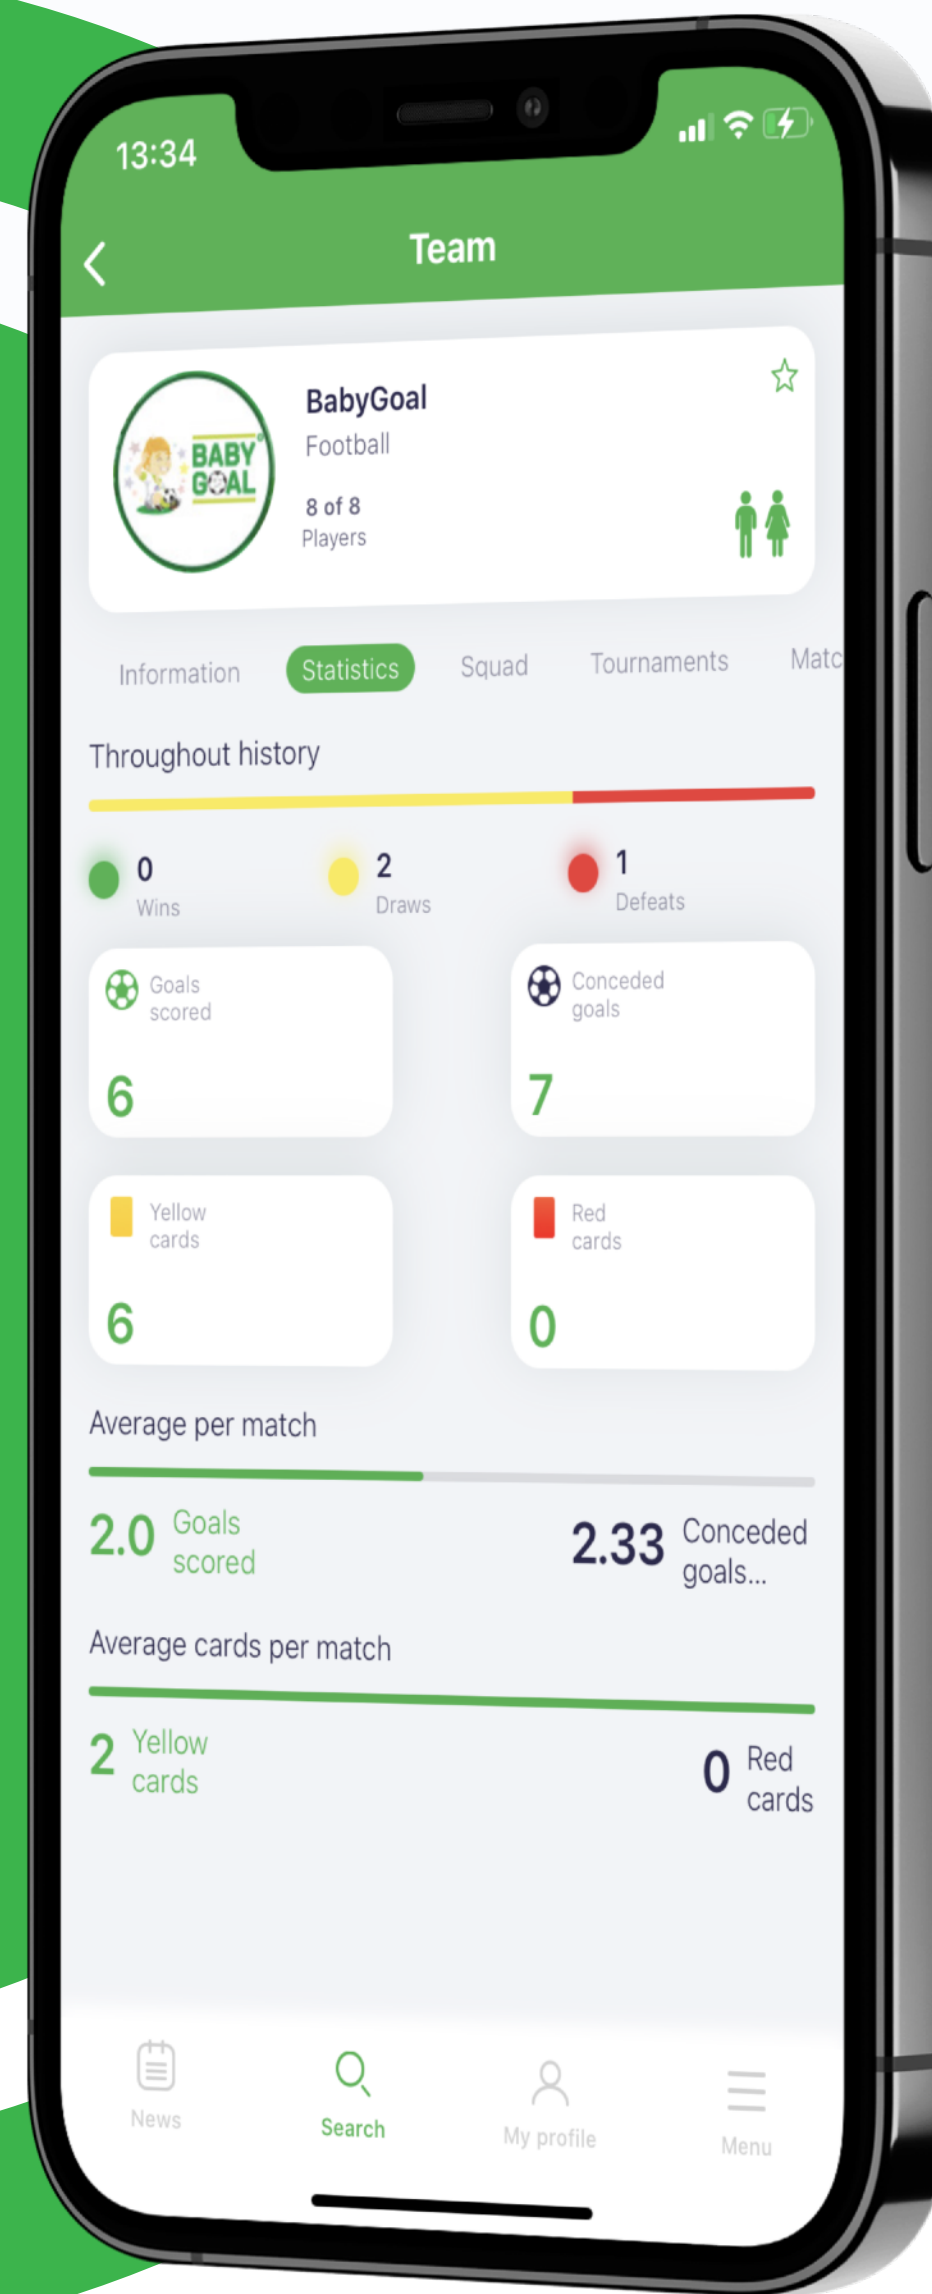 13:34
Team
BABY
GOAL
BabyGoal
Football
8 of 8
Players
Information Statistics Squad Tournaments Matc
Throughout history
0
Wins
2
Draws
1
Defeats
Goals
scored
6
Conceded
goals
7
Yellow
cards
6
Red
cards
0
Average per match
2.0 Goals
scored
2.33 Conceded
goals...
Average cards per match
2 Yellow
cards
0 Red
cards
News
Search
My profile
Menu